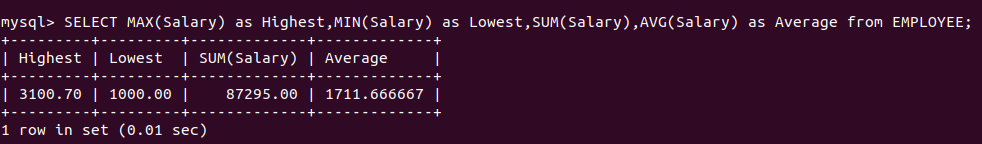 mysql> SELECT MAX(Salary) as Highest,MIN(Salary) as Lowest,SUM(Salary),AVG(Salary) as Average from EMPLOYEE;
+---------+---------+-------------+-------------+
| Highest | Lowest  | SUM(Salary) | Average     |
+---------+---------+-------------+-------------+
| 3100.70 | 1000.00 |    87295.00 | 1711.666667 |
+---------+---------+-------------+-------------+
1 row in set (0.01 sec)